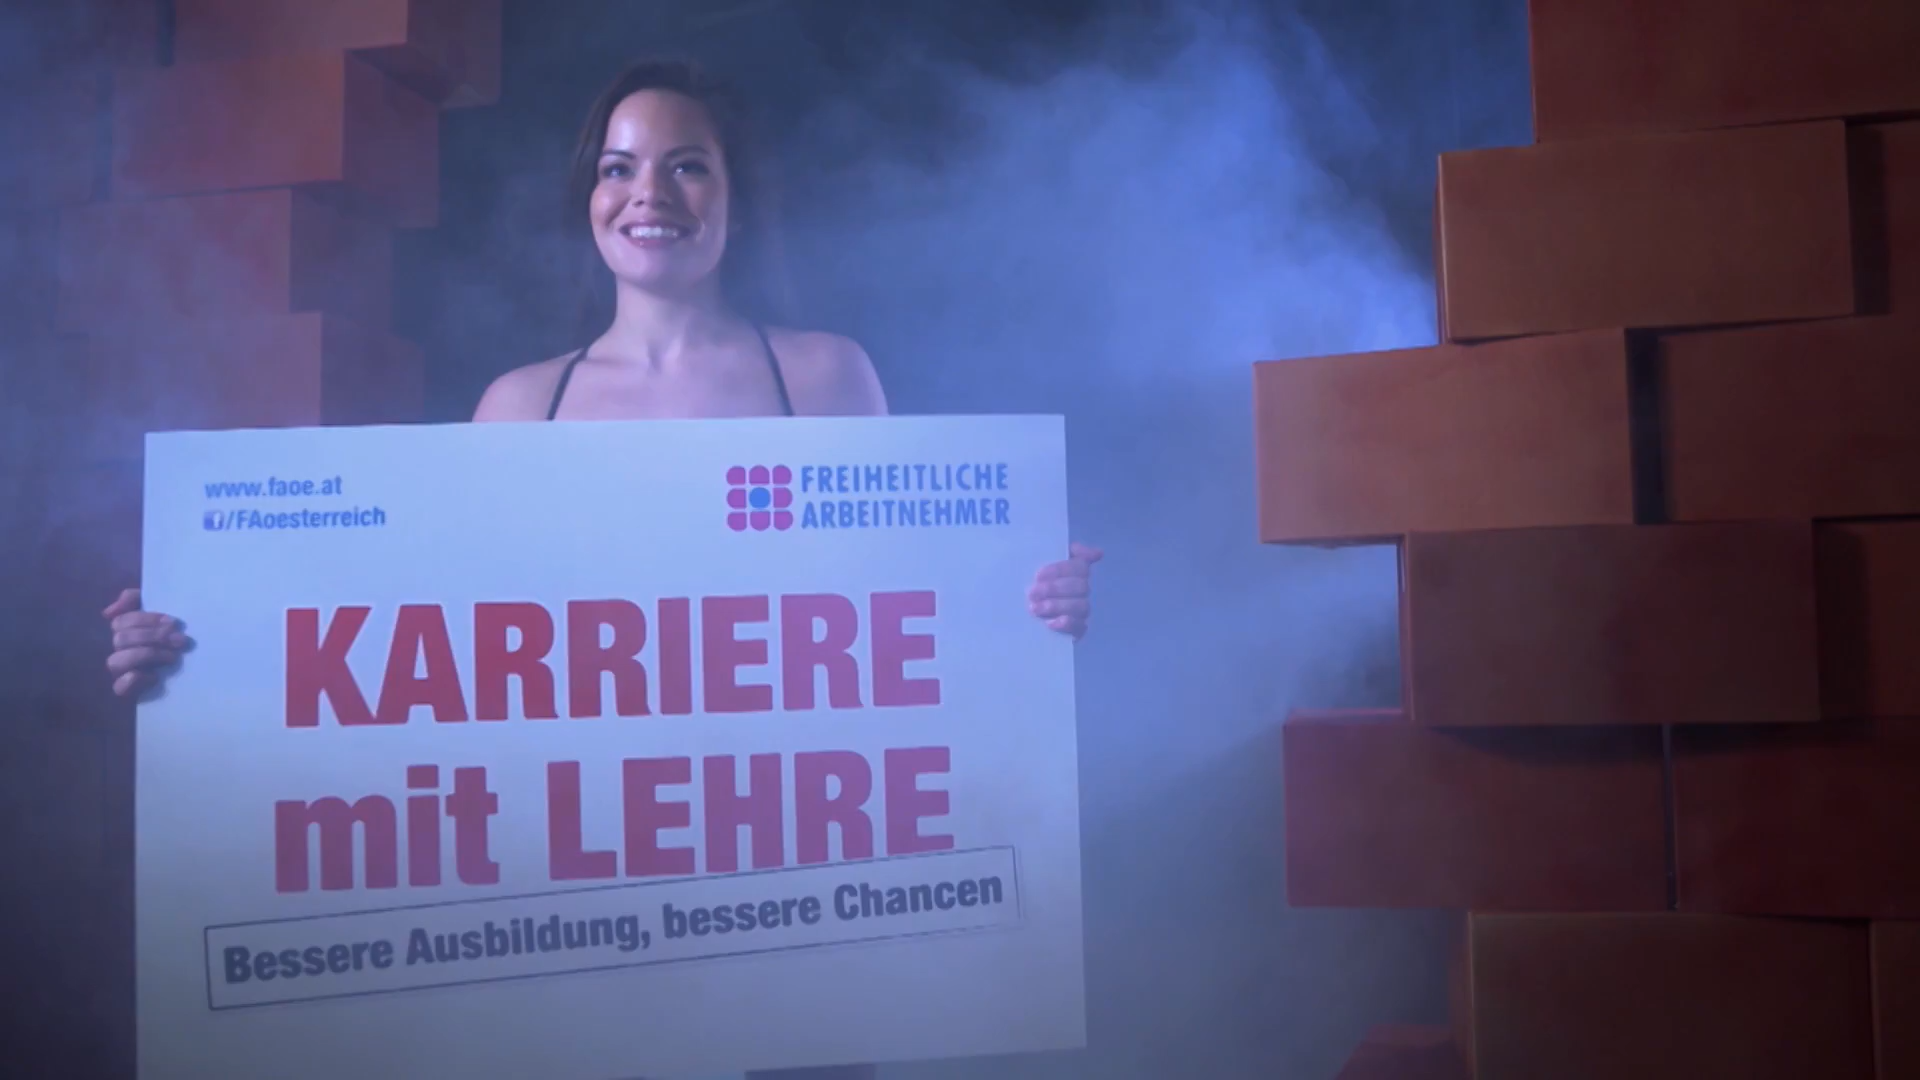 www.faoe.at
/FAoesterreich
FREIHEITLICHE
ARBEITNEHMER
KARRIERE
mit LEHRE
Bessere Ausbildung, bessere Chancen